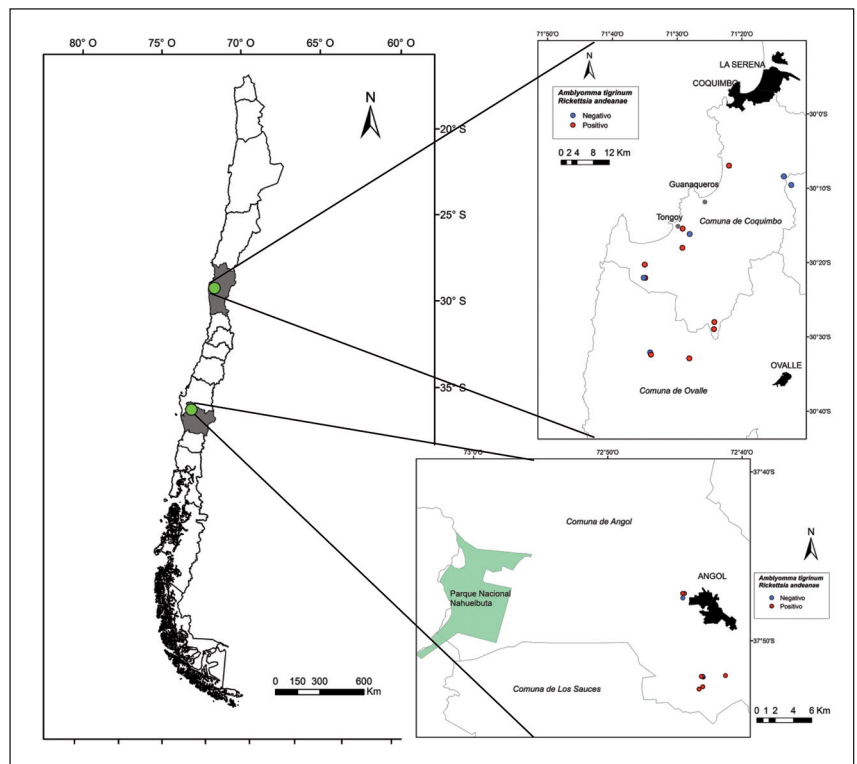 80° O
75° O
70° O
60° O
N
20° S
25° S
30° S
35° S
0 150 300 600
Km
71°50'S
71°40'S
71°30'S
71°20'S
LA SERENA
COQUIMBO
N
Amblyomma tigrinum
Rickettsia andeanae
Negativo
Positivo
0 2 4 8 12 Km
30°0'S
30°10'S
30°20'S
30°30'S
30°40'S
Guanaqueros
Tongoy
Comuna de Coquimbo
OVALLE
Comuna de Ovalle
73°0'S
72°50'S
72°40'S
37°40'S
Comuna de Angol
N
ANGOL
Amblyomma tigrinum
Rickettsia andeanae
Negativo
Positivo
Parque Nacional
Nahuelbuta
37°50'S
Comuna de Los Sauces
0 1 2 4 6 Km